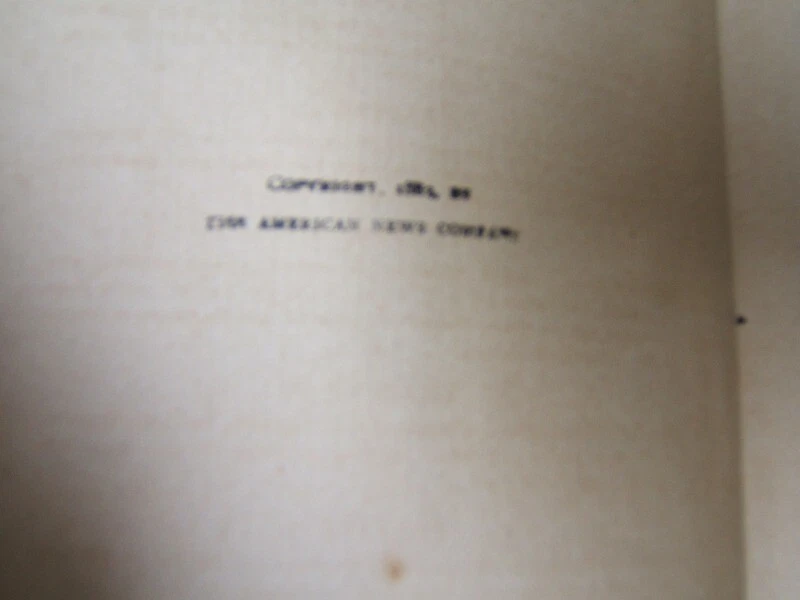 Copyright, by
THE AMERICAN NEWS COMPANY